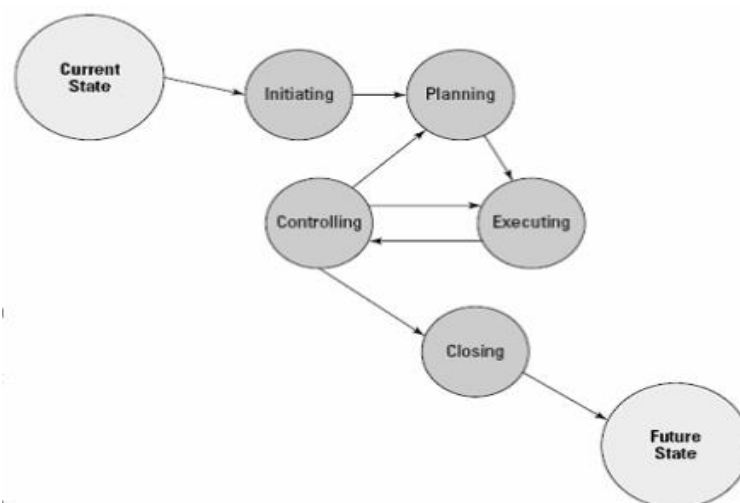 Current
State
Initiating
Planning
Controlling
Executing
Closing
Future
State